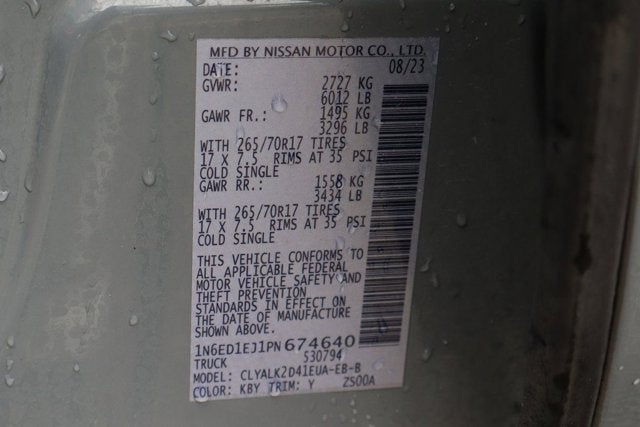 MFD BY NISSAN MOTOR CO., LTD.
DATE: 08/23
GVWR: 2727 KG
6012 LB
GAWR FR.: 1495 KG
3296 LB
WITH 265/70R17 TIRES
17 X 7.5 RIMS AT 35 PSI
COLD SINGLE
GAWR RR.: 1558 KG
3434 LB
WITH 265/70R17 TIRES
17 X 7.5 RIMS AT 35 PSI
COLD SINGLE
THIS VEHICLE CONFORMS TO
ALL APPLICABLE FEDERAL
MOTOR VEHICLE SAFETY AND
THEFT PREVENTION
STANDARDS IN EFFECT ON
THE DATE OF MANUFACTURE
SHOWN ABOVE.
1N6ED1EJ1PN674640
TRUCK 530794
MODEL: CLYALK2D41EUA-EB-B
COLOR: KBY TRIM: Y ZS00A